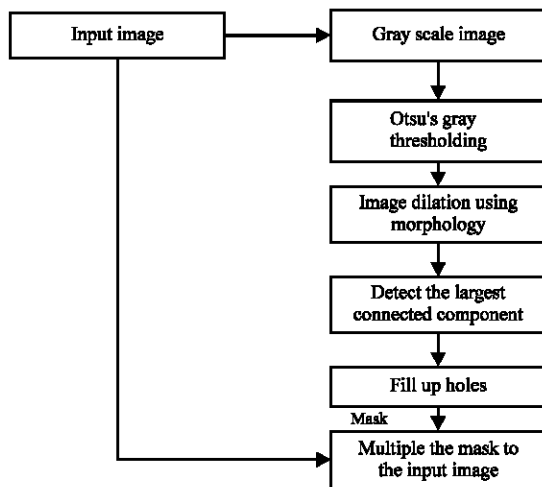 Input image
Gray scale image
Otsu's gray
thresholding
Image dilation using
morphology
Detect the largest
connected component
Fill up holes
Mask
Multiple the mask to
the input image